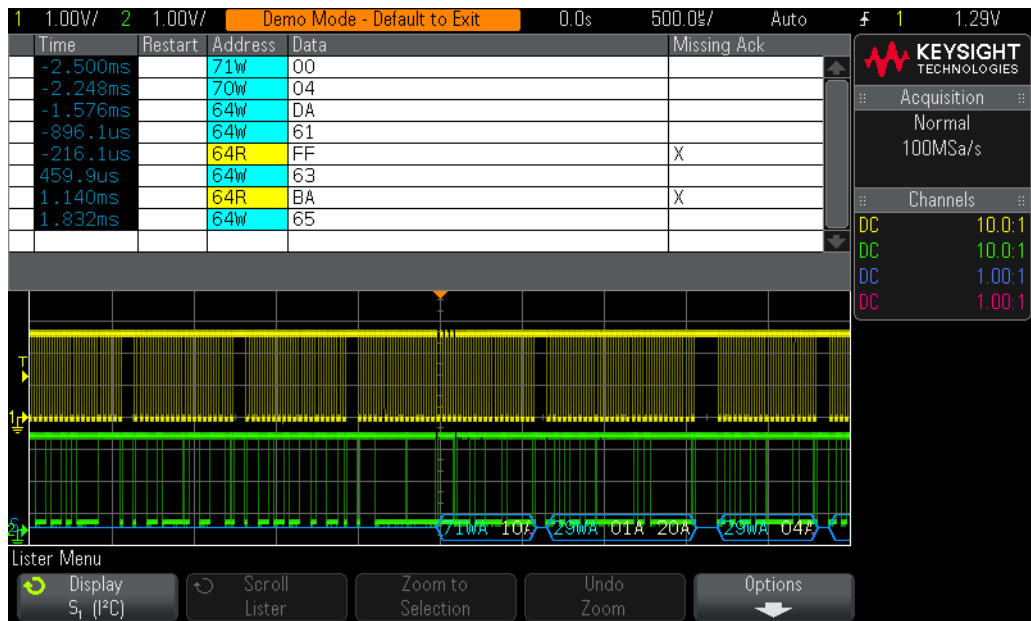 1 1.00V/ 2 1.00V/ Demo Mode - Default to Exit 0.0s 500.0µ/ Auto 1 1.29V
Time Restart Address Data Missing Ack
-2.500ms 71W 00
-2.248ms 70W 04
-1.576ms 64W DA
-896.1us 64W 61
-216.1us 64R FF X
459.9us 64W 63
1.140ms 64R BA X
1.832ms 64W 65
KEYSIGHT
TECHNOLOGIES
Acquisition
Normal
100MSa/s
Channels
DC 10.0:1
DC 10.0:1
DC 1.00:1
DC 1.00:1
T
1
2
71WA 10A 29WA 01A 20A 29WA 04A
Lister Menu
Display
S₁ (I²C)
Scroll
Lister
Zoom to
Selection
Undo
Zoom
Options